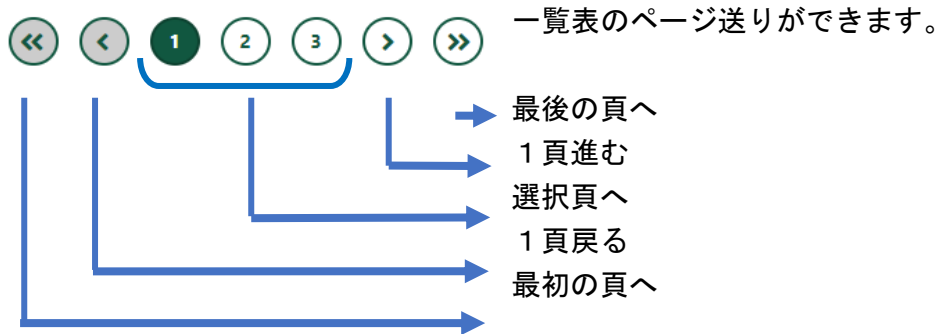 一覧表のページ送りができます。
« < 1 2 3 > »
最後の頁へ
１頁進む
選択頁へ
１頁戻る
最初の頁へ